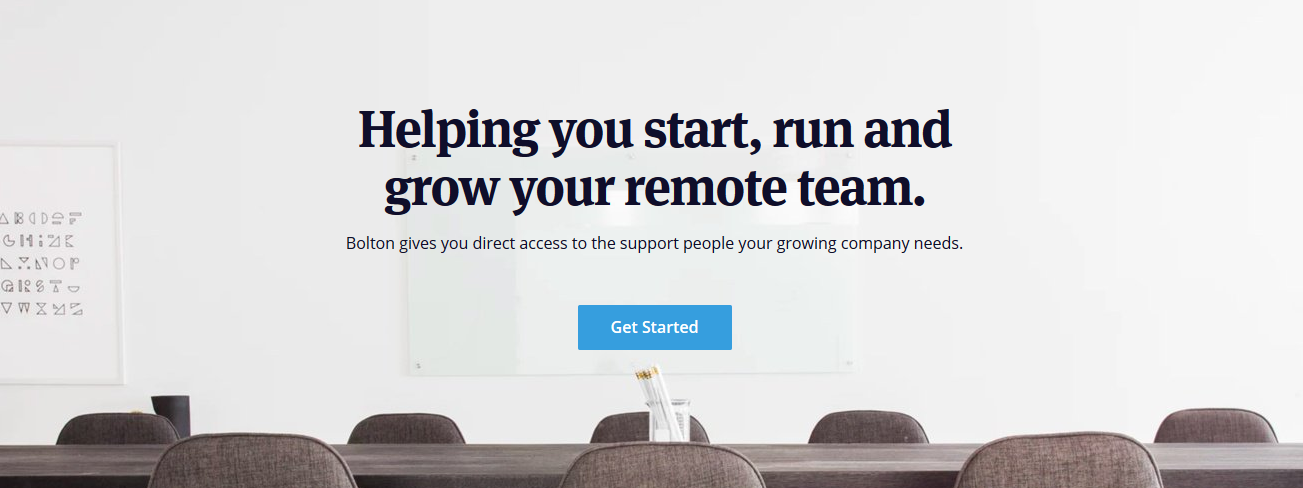 Helping you start, run and
grow your remote team.
Bolton gives you direct access to the support people your growing company needs.
Get Started
A B C D E F
G H I J K
L M N O P
Q R S T U
V W X Y Z